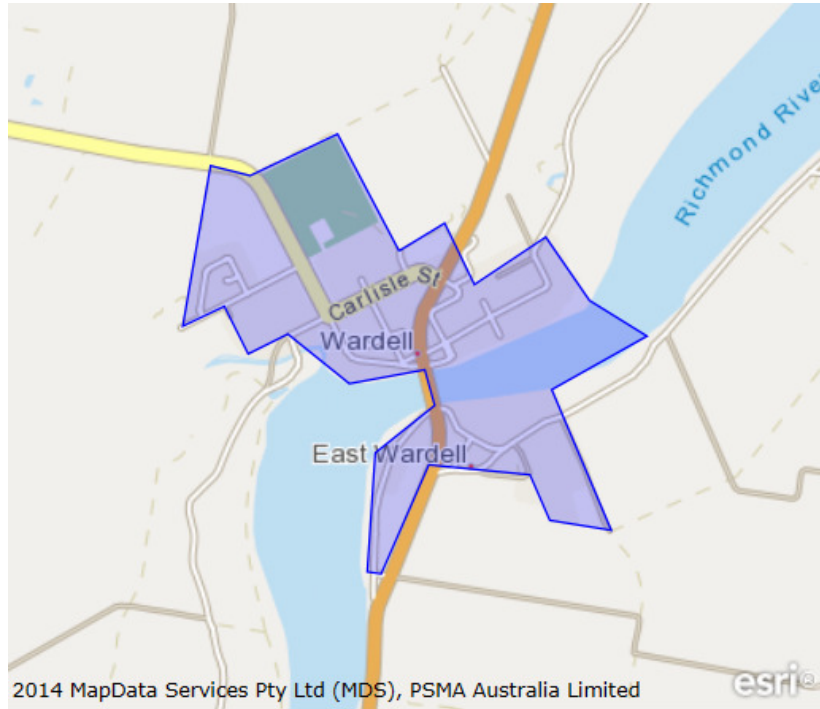 Richmond River
Carlisle St
Wardell
East Wardell
2014 MapData Services Pty Ltd (MDS), PSMA Australia Limited
esri®